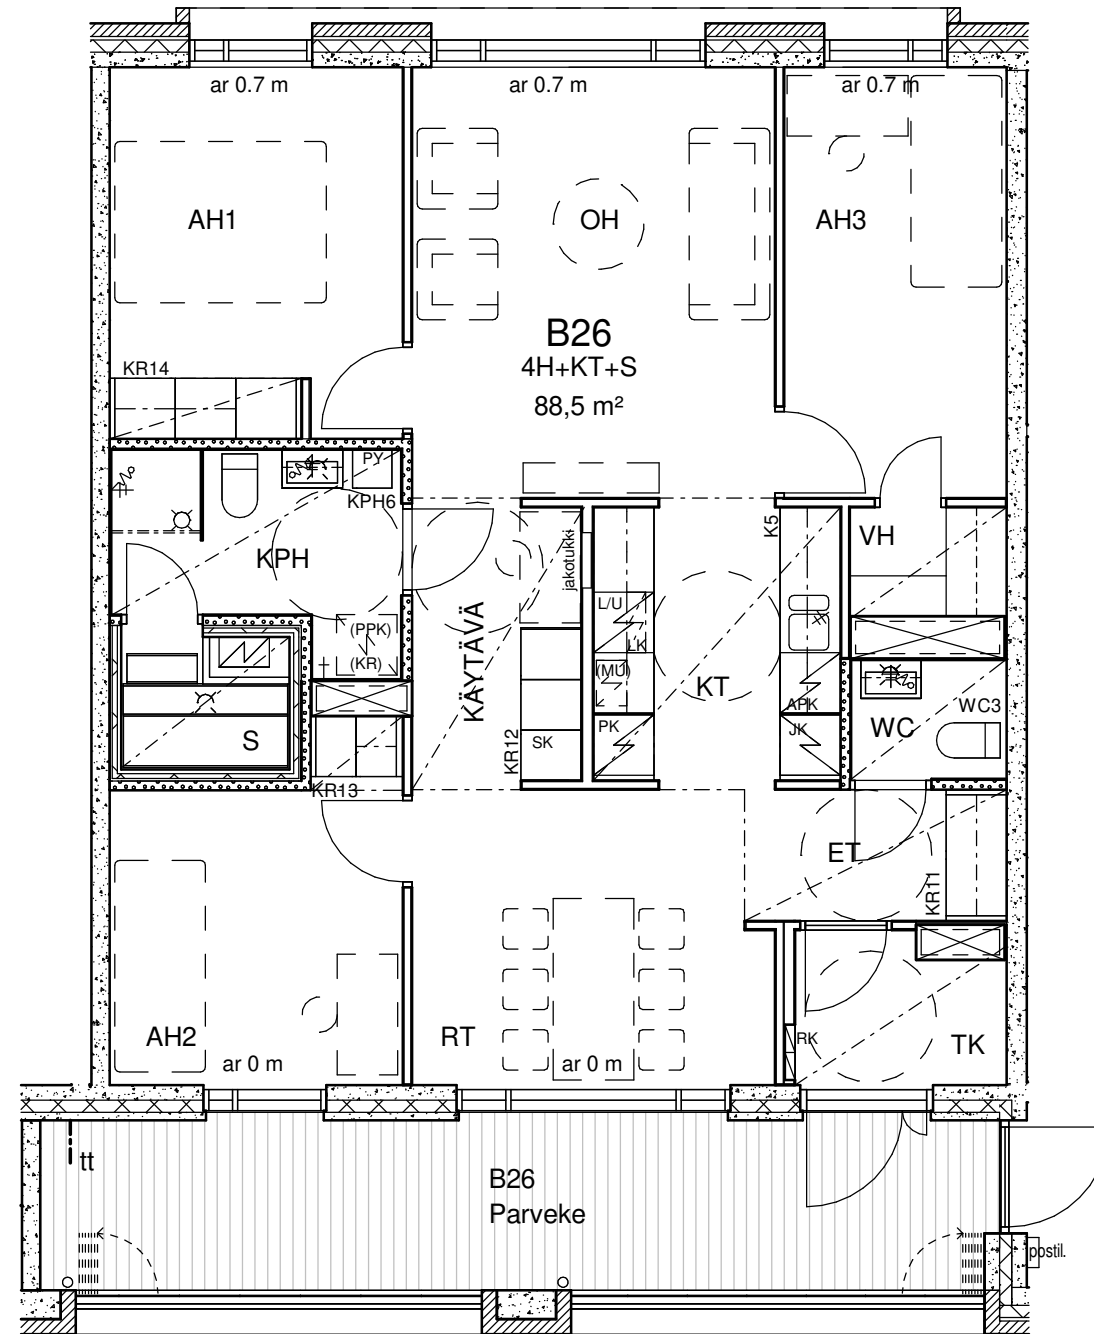 ar 0.7 m
ar 0.7 m
ar 0.7 m
AH1
OH
AH3
B26
4H+KT+S
88,5 m²
KR14
PY
KPH6
KPH
KÄYTÄVÄ
jakotukki
K5
VH
L/U
LK
(PPK)
(KR)
(MU)
KT
APK
WC3
WC
PK
JK
S
SK
KR12
KR13
ET
KR11
AH2
RT
RK
TK
ar 0 m
ar 0 m
tt
B26
Parveke
postil.